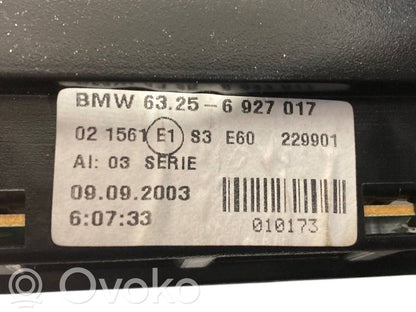 BMW 63.25-6 927 017
02 1561 E1 S3 E60 229901
AI: 03 SERIE
09.09.2003
6:07:33
010173
OVOKO